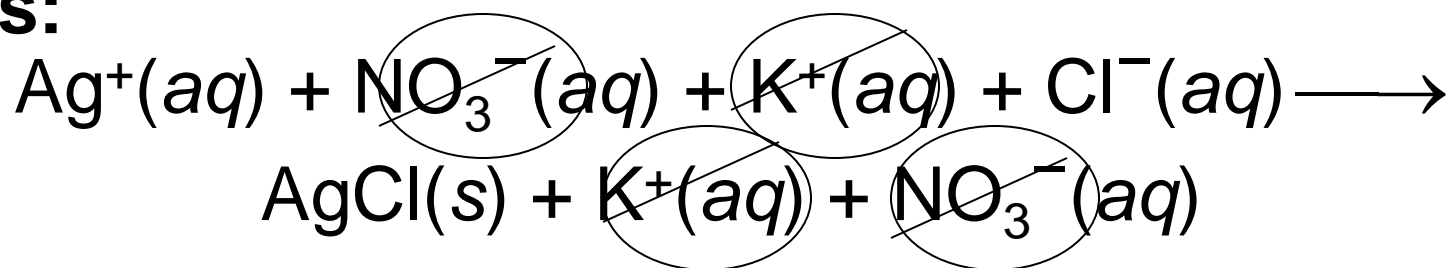 s:
Ag⁺(aq) + NO₃⁻(aq) + K⁺(aq) + Cl⁻(aq) ⟶
AgCl(s) + K⁺(aq) + NO₃⁻(aq)